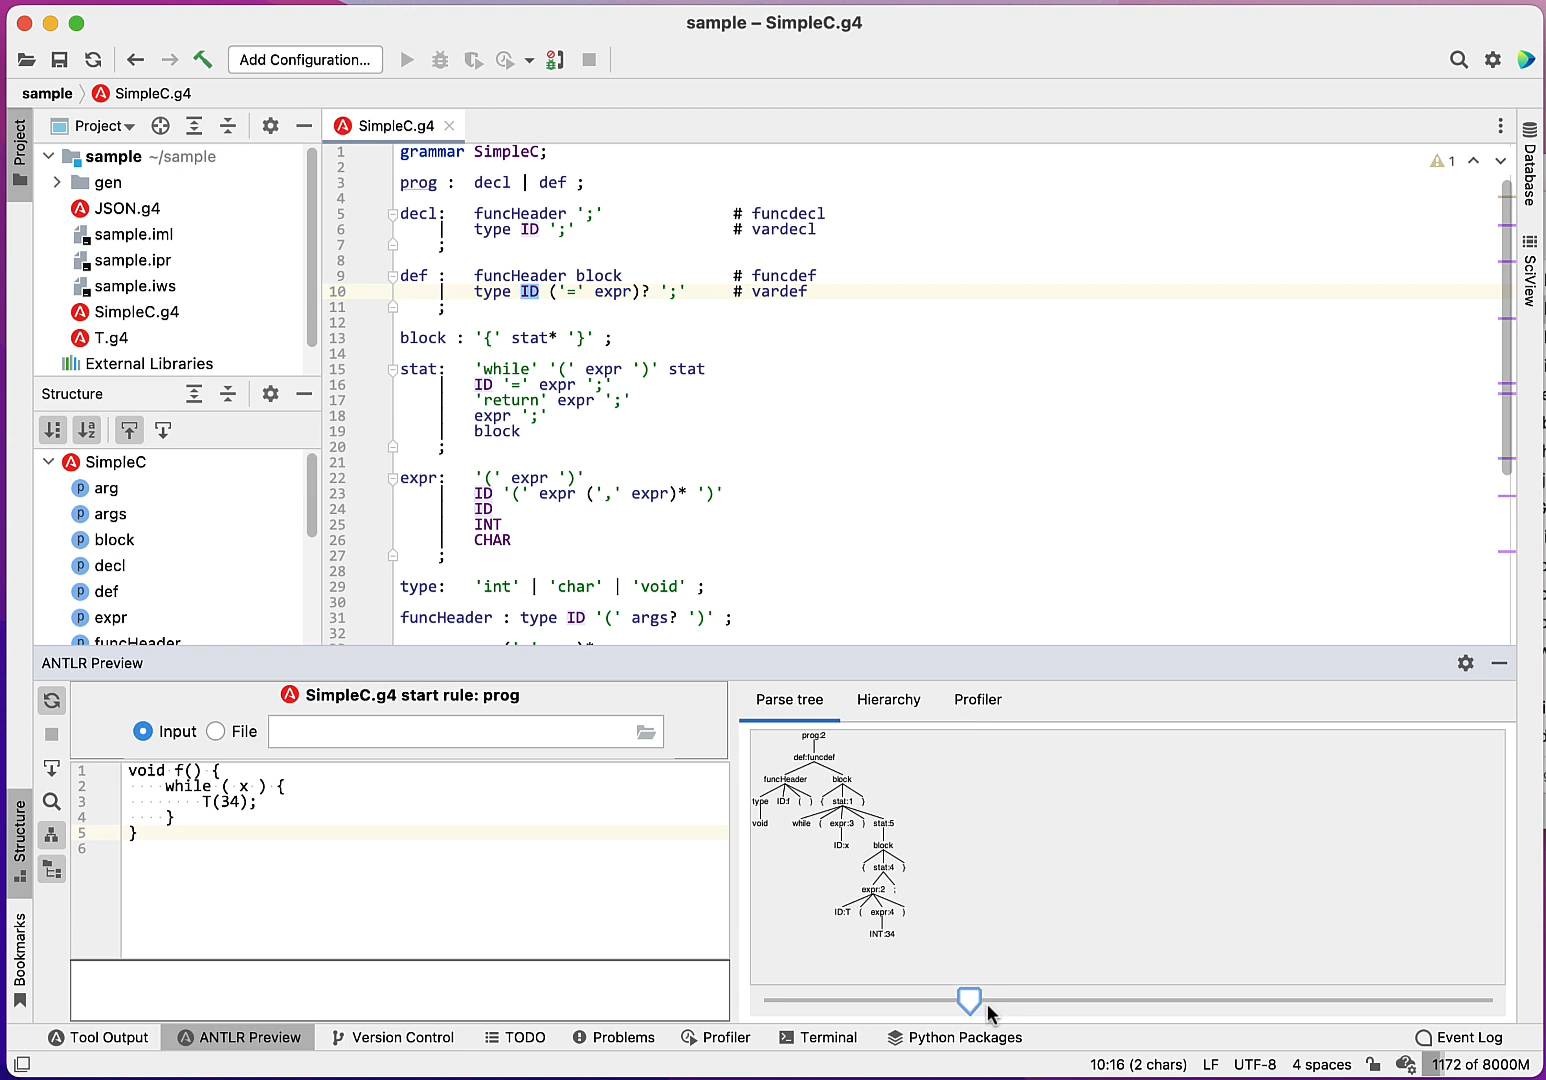 sample – SimpleC.g4
Add Configuration...
sample
SimpleC.g4
Project
Project
sample ~/sample
gen
JSON.g4
sample.iml
sample.ipr
sample.iws
SimpleC.g4
T.g4
External Libraries
Structure
SimpleC
arg
args
block
decl
def
expr
funcHeader
SimpleC.g4
1 grammar SimpleC;
2
3 prog : decl | def ;
4
5 decl: funcHeader ';' # funcdecl
6 | type ID ';' # vardecl
7 ;
8
9 def : funcHeader block # funcdef
10 | type ID ('=' expr)? ';' # vardef
11 ;
12
13 block : '{' stat* '}' ;
14
15 stat: 'while' '(' expr ')' stat
16 | ID '=' expr ';'
17 | 'return' expr ';'
18 | expr ';'
19 | block
20 ;
21
22 expr: '(' expr ')'
23 | ID '(' expr (',' expr)* ')'
24 | ID
25 | INT
26 | CHAR
27 ;
28
29 type: 'int' | 'char' | 'void' ;
30
31 funcHeader : type ID '(' args? ')' ;
32
1
Database
SciView
ANTLR Preview
SimpleC.g4 start rule: prog
Input File
1 void f() {
2 while ( x ) {
3 T(34);
4 }
5 }
6
Parse tree Hierarchy Profiler
prog:2
def:funcdef
funcHeader block
type ID:f ( ) { stat:1 }
void while ( expr:3 ) stat:5
ID:x block
{ stat:4 }
expr:2 ;
ID:T ( expr:4 )
INT:34
Structure
Bookmarks
Tool Output ANTLR Preview Version Control TODO Problems Profiler Terminal Python Packages Event Log
10:16 (2 chars) LF UTF-8 4 spaces 1172 of 8000M